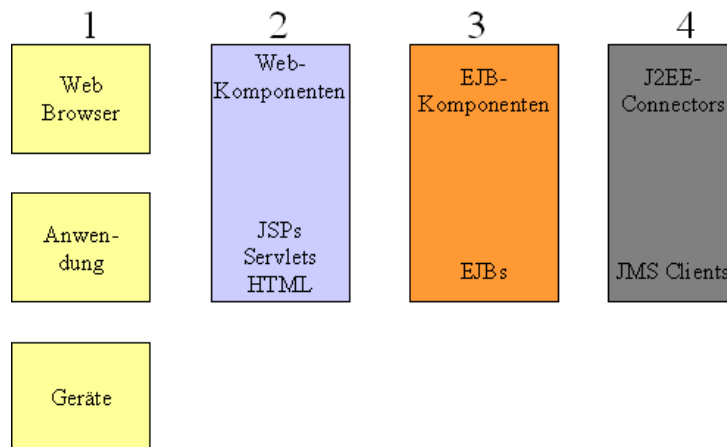 1
Web
Browser
Anwen-
dung
Geräte
2
Web-
Komponenten
JSPs
Servlets
HTML
3
EJB-
Komponenten
EJBs
4
J2EE-
Connectors
JMS Clients